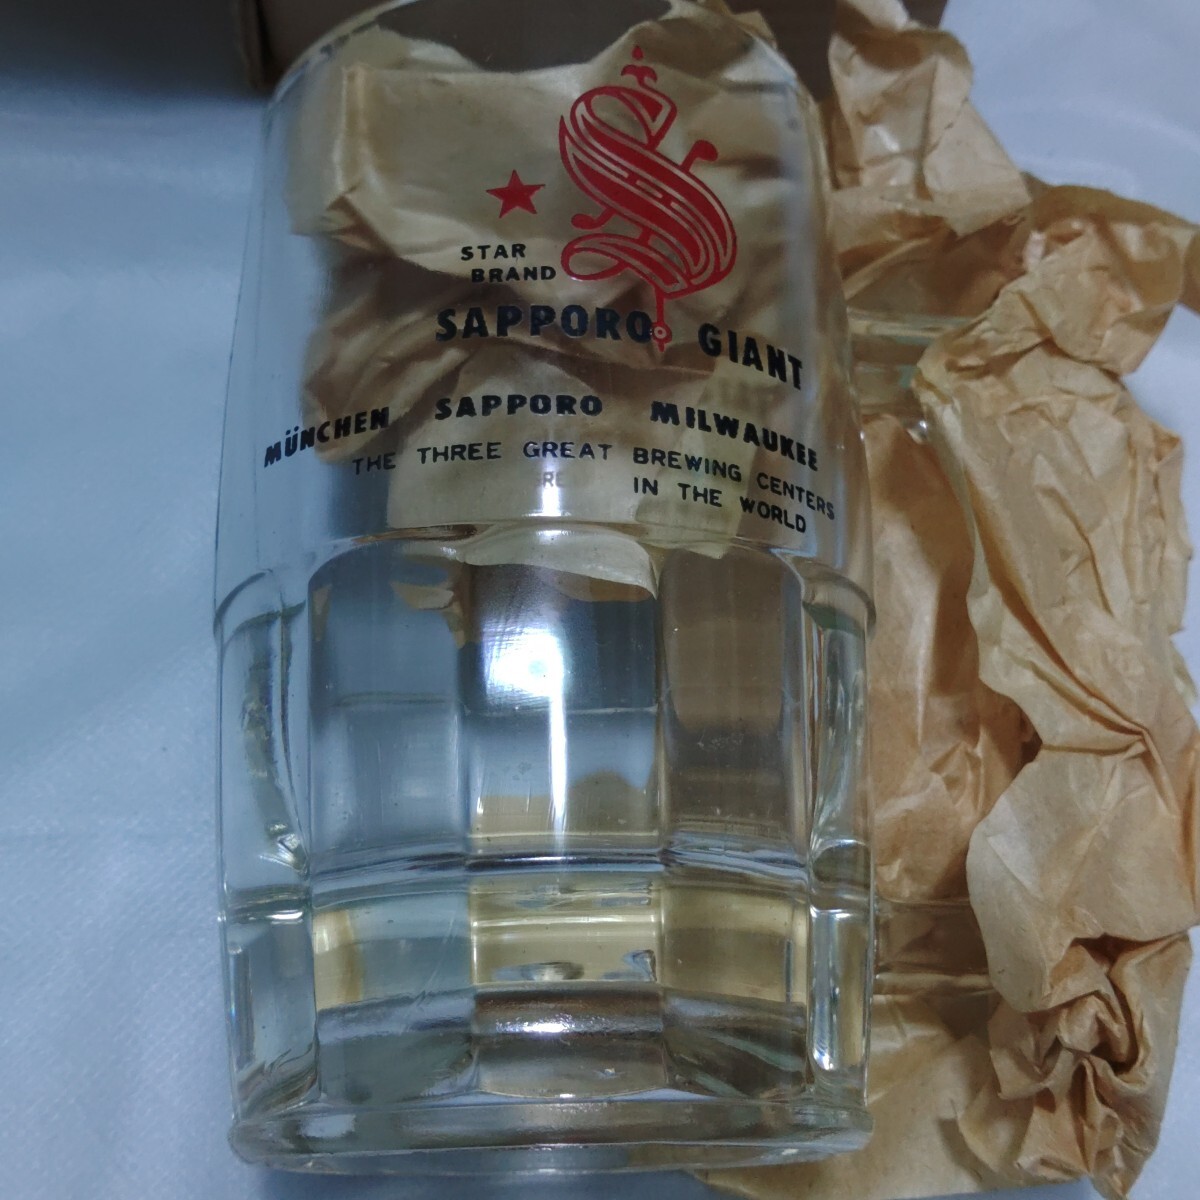 STAR
BRAND
SAPPORO GIANT
MÜNCHEN SAPPORO MILWAUKEE
THE THREE GREAT BREWING CENTERS
IN THE WORLD